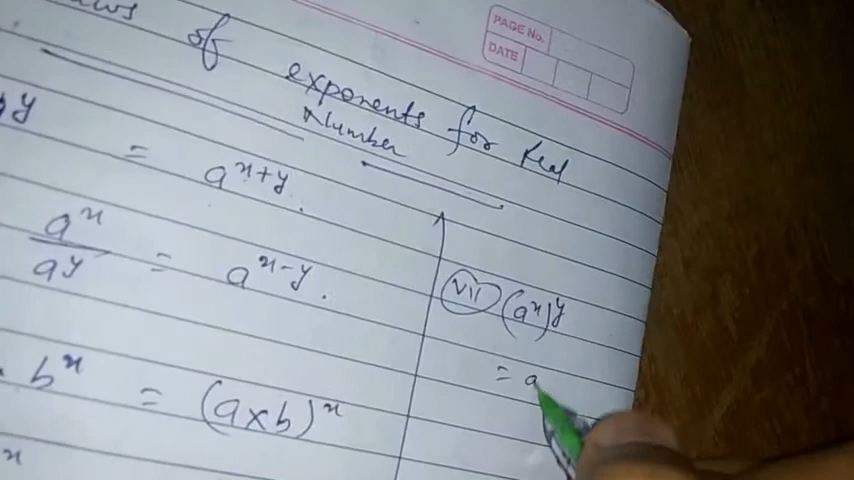 PAGE No.
DATE
of exponents for Real
Number
y
= a^{x+y}.
a^x / a^y = a^{x-y}.
. b^x = (a×b)^x
x
(vii) (a^x)^y
= a